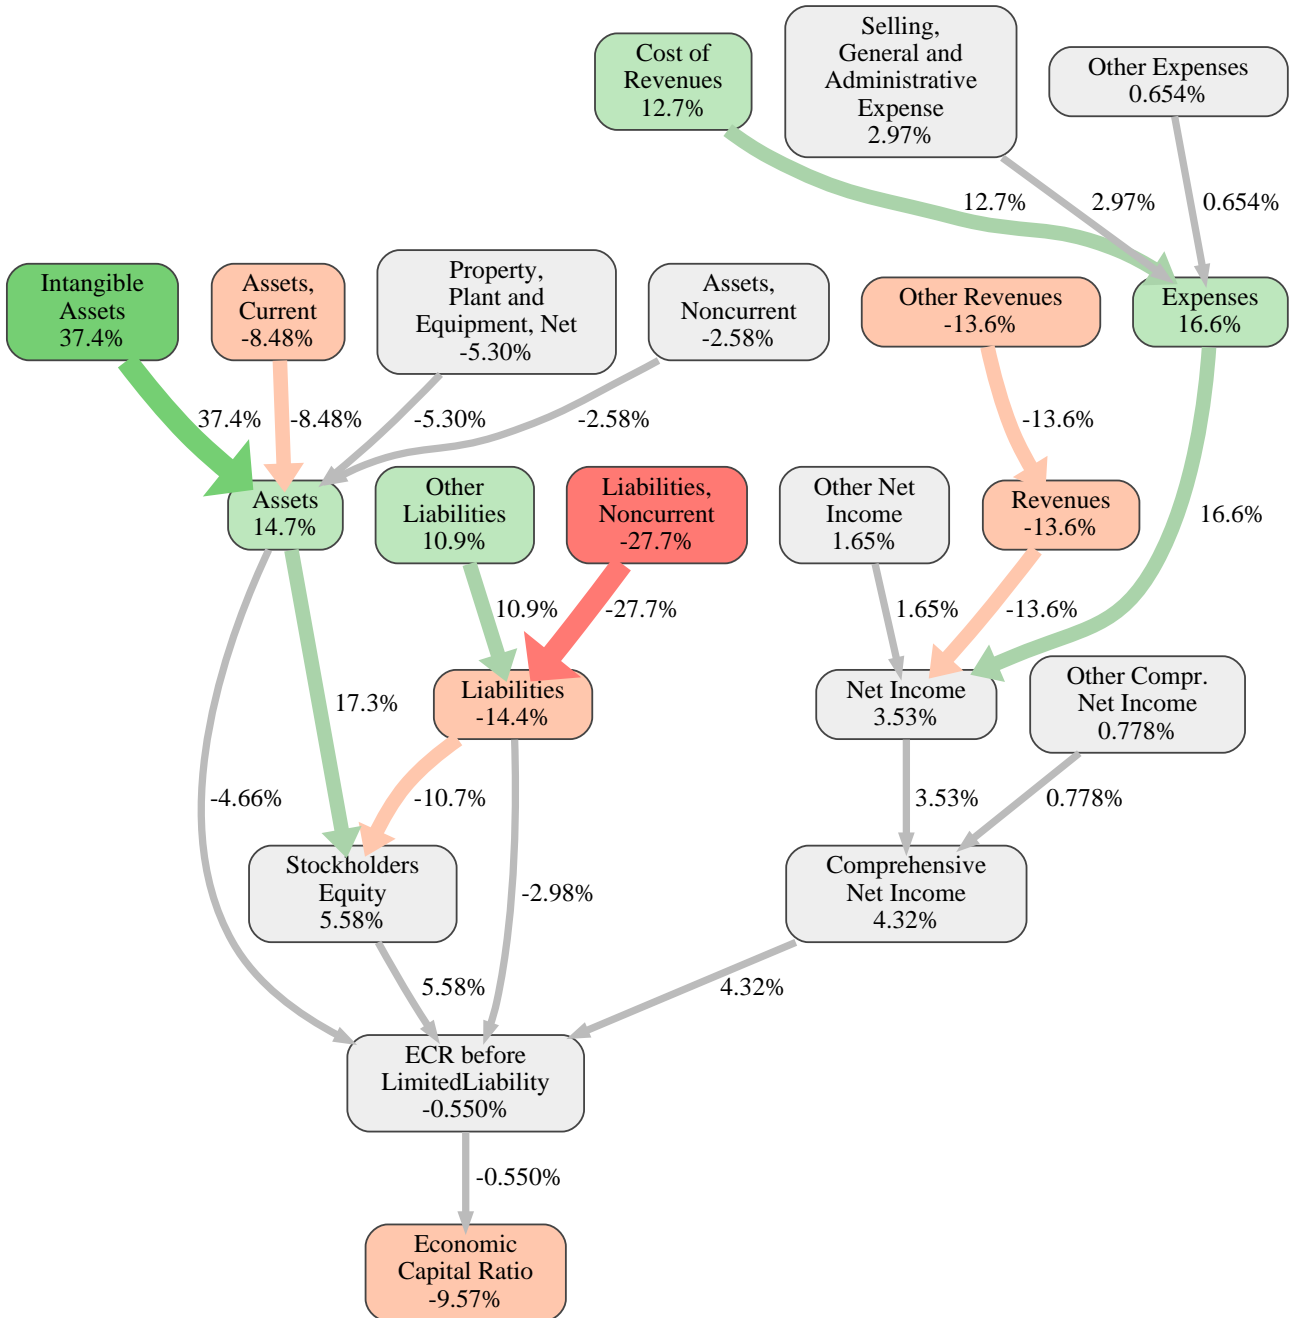 Cost of
Revenues
12.7%
Selling,
General and
Administrative
Expense
2.97%
Other Expenses
0.654%
12.7%
2.97%
0.654%
Intangible
Assets
37.4%
Assets,
Current
-8.48%
Property,
Plant and
Equipment, Net
-5.30%
Assets,
Noncurrent
-2.58%
Other Revenues
-13.6%
Expenses
16.6%
37.4%
-8.48%
-5.30%
-2.58%
-13.6%
16.6%
Assets
14.7%
Other
Liabilities
10.9%
Liabilities,
Noncurrent
-27.7%
Other Net
Income
1.65%
Revenues
-13.6%
10.9%
-27.7%
1.65%
-13.6%
17.3%
Liabilities
-14.4%
Net Income
3.53%
Other Compr.
Net Income
0.778%
-4.66%
-10.7%
3.53%
0.778%
Stockholders
Equity
5.58%
-2.98%
Comprehensive
Net Income
4.32%
5.58%
4.32%
ECR before
LimitedLiability
-0.550%
-0.550%
Economic
Capital Ratio
-9.57%